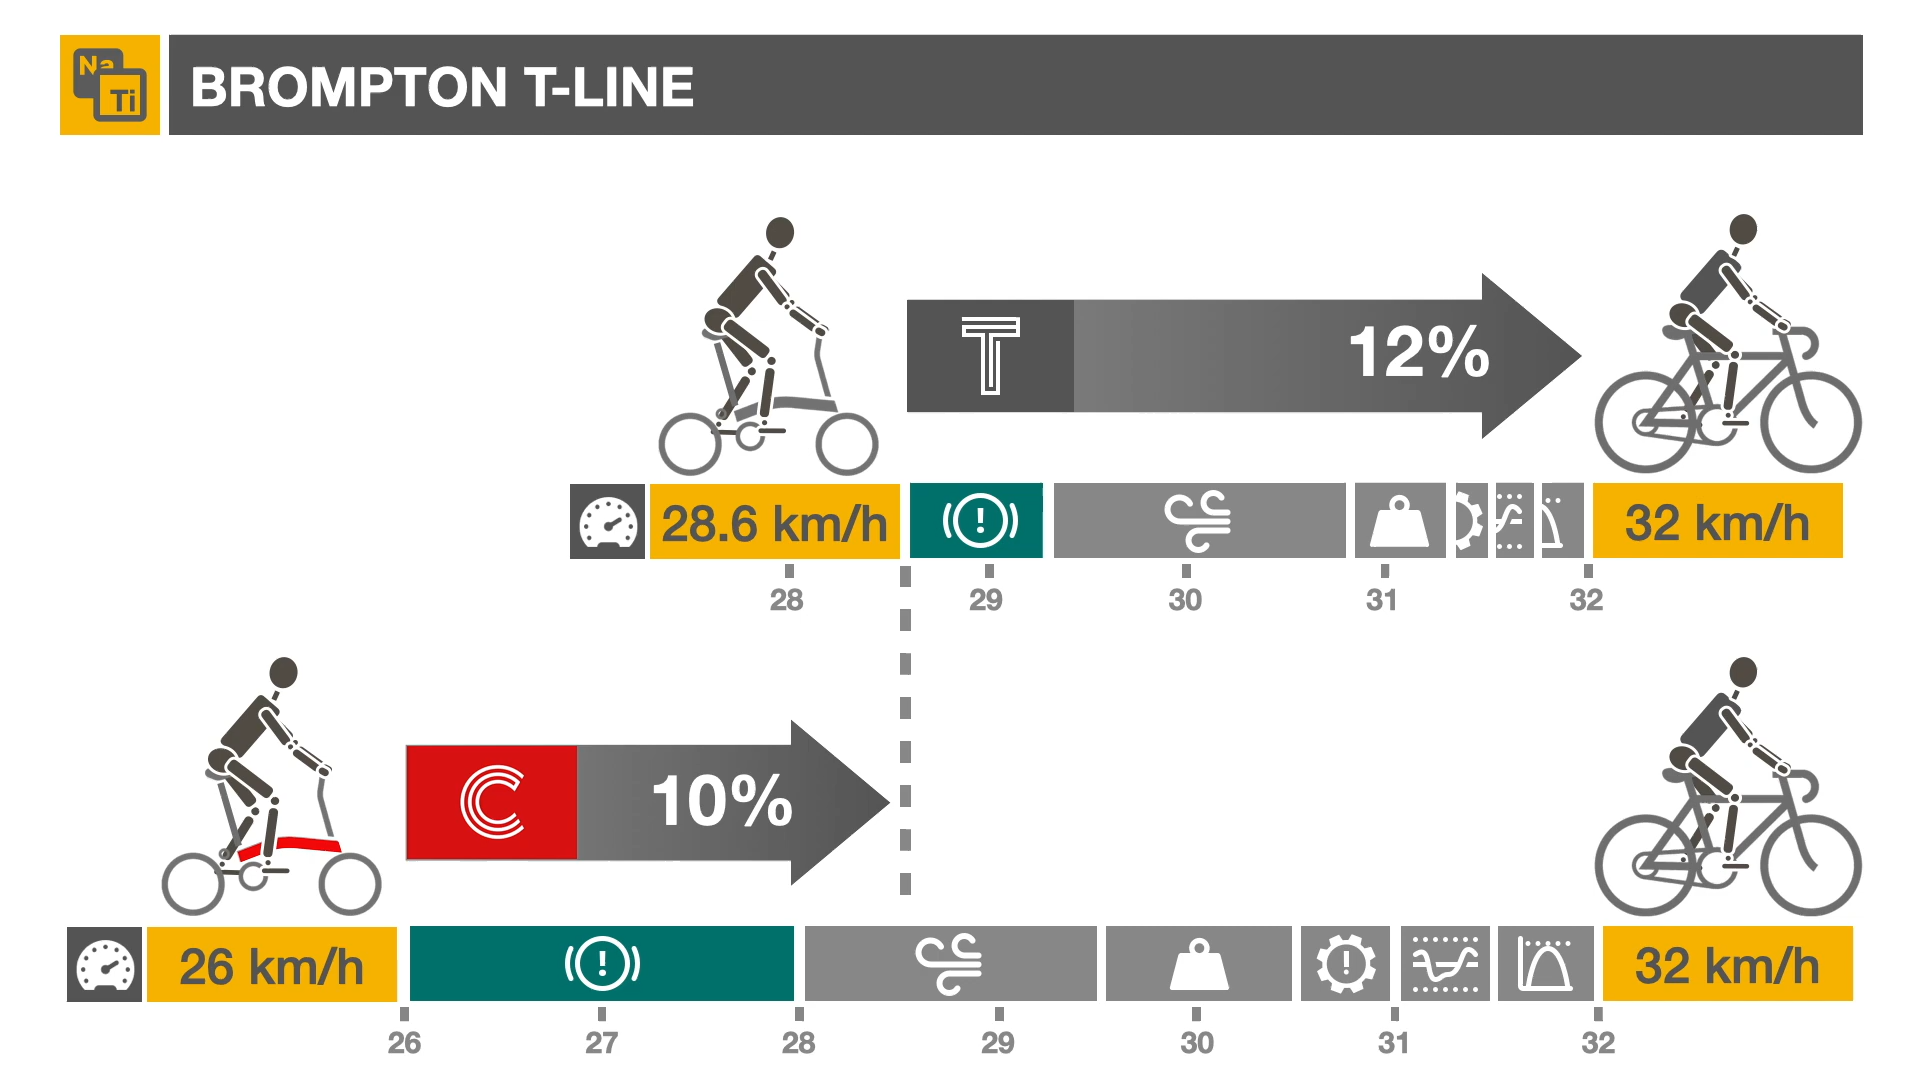 Na
Ti
BROMPTON T-LINE
T
12%
28.6 km/h
!
32 km/h
28
29
30
31
32
C
10%
26 km/h
!
!
32 km/h
26
27
28
29
30
31
32